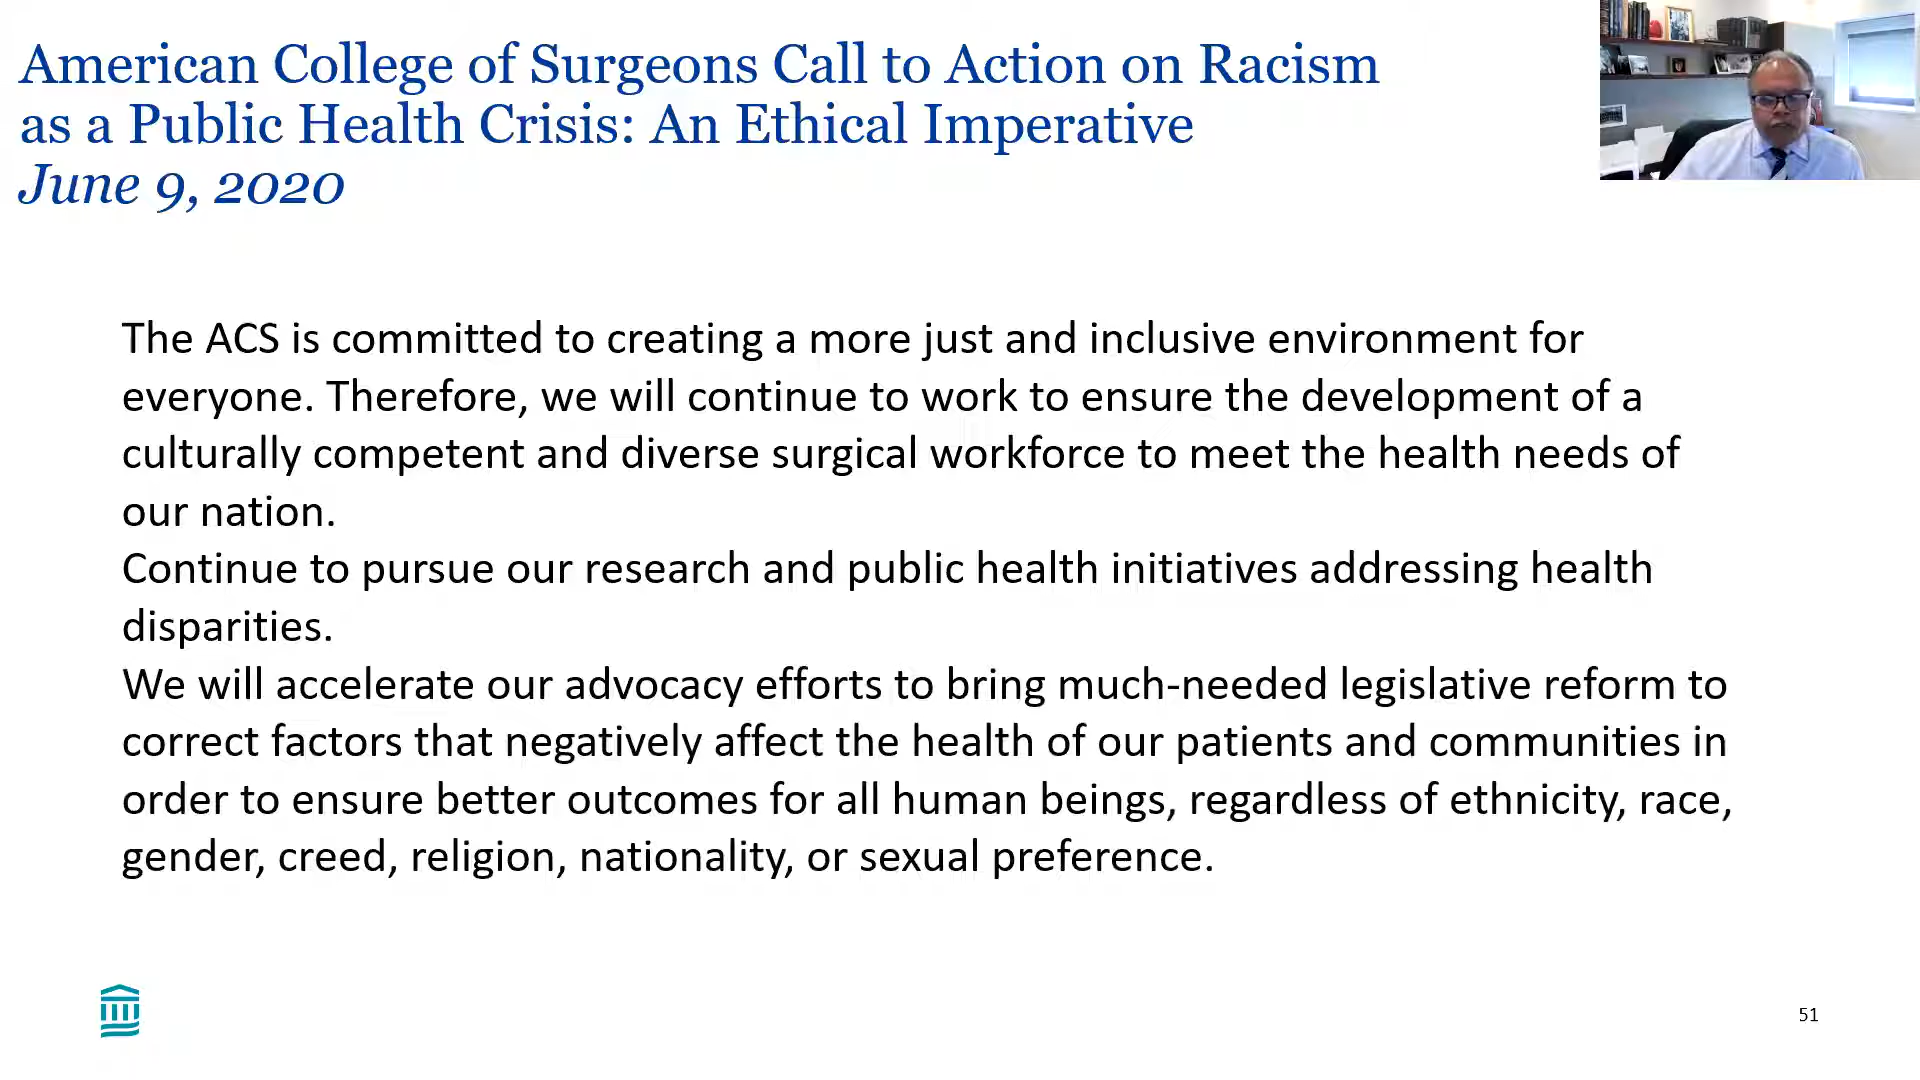 American College of Surgeons Call to Action on Racism
as a Public Health Crisis: An Ethical Imperative
June 9, 2020
The ACS is committed to creating a more just and inclusive environment for
everyone. Therefore, we will continue to work to ensure the development of a
culturally competent and diverse surgical workforce to meet the health needs of
our nation.
Continue to pursue our research and public health initiatives addressing health
disparities.
We will accelerate our advocacy efforts to bring much-needed legislative reform to
correct factors that negatively affect the health of our patients and communities in
order to ensure better outcomes for all human beings, regardless of ethnicity, race,
gender, creed, religion, nationality, or sexual preference.
51